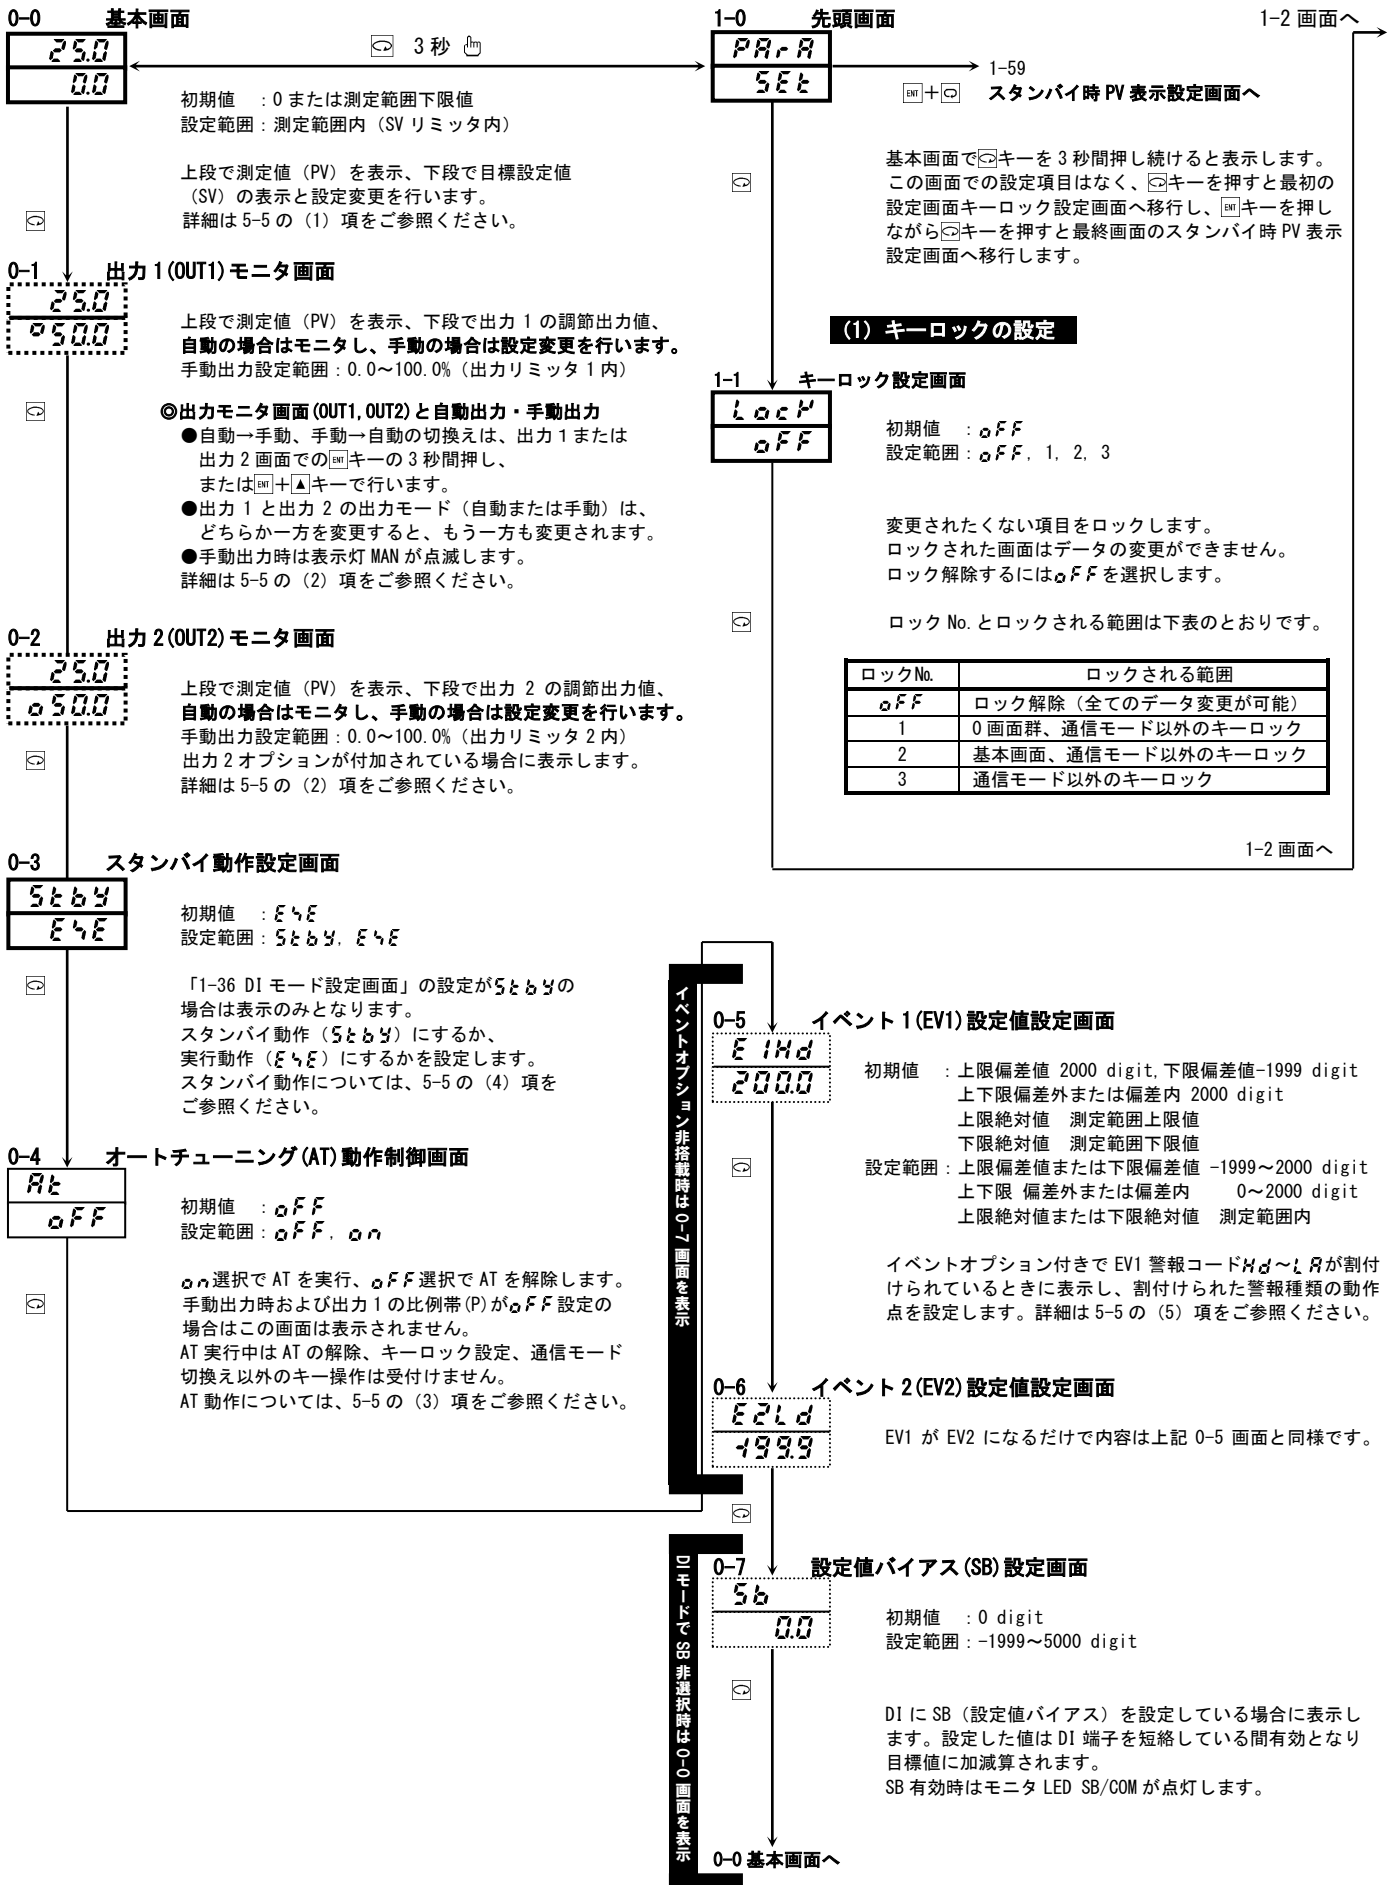 0-0 基本画面
25.0
0.0
3秒
初期値 :0または測定範囲下限値
設定範囲:測定範囲内(SVリミッタ内)
上段で測定値(PV)を表示、下段で目標設定値
(SV)の表示と設定変更を行います。
詳細は5-5の(1)項をご参照ください。
0-1 出力1(OUT1)モニタ画面
25.0
o50.0
上段で測定値(PV)を表示、下段で出力1の調節出力値、
自動の場合はモニタし、手動の場合は設定変更を行います。
手動出力設定範囲:0.0~100.0%(出力リミッタ1内)
◎出力モニタ画面(OUT1,OUT2)と自動出力・手動出力
●自動→手動、手動→自動の切換えは、出力1または
出力2画面でのENTキーの3秒間押し、
またはENT+▲キーで行います。
●出力1と出力2の出力モード(自動または手動)は、
どちらか一方を変更すると、もう一方も変更されます。
●手動出力時は表示灯MANが点滅します。
詳細は5-5の(2)項をご参照ください。
0-2 出力2(OUT2)モニタ画面
25.0
o50.0
上段で測定値(PV)を表示、下段で出力2の調節出力値、
自動の場合はモニタし、手動の場合は設定変更を行います。
手動出力設定範囲:0.0~100.0%(出力リミッタ2内)
出力2オプションが付加されている場合に表示します。
詳細は5-5の(2)項をご参照ください。
0-3 スタンバイ動作設定画面
Stby
EXE
初期値 :EXE
設定範囲:Stby, EXE
「1-36 DIモード設定画面」の設定がStbyの
場合は表示のみとなります。
スタンバイ動作(Stby)にするか、
実行動作(EXE)にするかを設定します。
スタンバイ動作については、5-5の(4)項を
ご参照ください。
0-4 オートチューニング(AT)動作制御画面
At
oFF
初期値 :oFF
設定範囲:oFF, on
on選択でATを実行、oFF選択でATを解除します。
手動出力時および出力1の比例帯(P)がoFF設定の
場合はこの画面は表示されません。
AT実行中はATの解除、キーロック設定、通信モード
切換え以外のキー操作は受付けません。
AT動作については、5-5の(3)項をご参照ください。
1-0 先頭画面
PArA
SEt
1-59
ENT+ スタンバイ時PV表示設定画面へ
1-2画面へ
基本画面でキーを3秒間押し続けると表示します。
この画面での設定項目はなく、キーを押すと最初の
設定画面キーロック設定画面へ移行し、ENTキーを押し
ながらキーを押すと最終画面のスタンバイ時PV表示
設定画面へ移行します。
(1) キーロックの設定
1-1 キーロック設定画面
LocK
oFF
初期値 :oFF
設定範囲:oFF, 1, 2, 3
変更されたくない項目をロックします。
ロックされた画面はデータの変更ができません。
ロック解除するにはoFFを選択します。
ロックNo.とロックされる範囲は下表のとおりです。
ロックNo. ロックされる範囲
oFF ロック解除(全てのデータ変更が可能)
1 0画面群、通信モード以外のキーロック
2 基本画面、通信モード以外のキーロック
3 通信モード以外のキーロック
1-2画面へ
イベントオプション非搭載時は0-7画面を表示
0-5 イベント1(EV1)設定値設定画面
E1Hd
200.0
初期値 :上限偏差値 2000 digit,下限偏差値-1999 digit
上下限偏差外または偏差内 2000 digit
上限絶対値 測定範囲上限値
下限絶対値 測定範囲下限値
設定範囲:上限偏差値または下限偏差値 -1999~2000 digit
上下限 偏差外または偏差内 0~2000 digit
上限絶対値または下限絶対値 測定範囲内
イベントオプション付きでEV1警報コードHd~LAが割付
けられているときに表示し、割付けられた警報種類の動作
点を設定します。詳細は5-5の(5)項をご参照ください。
0-6 イベント2(EV2)設定値設定画面
E2Ld
-199.9
EV1 が EV2 になるだけで内容は上記 0-5 画面と同様です。
DIモードでSB非選択時は0-0画面を表示
0-7 設定値バイアス(SB)設定画面
Sb
0.0
初期値 :0 digit
設定範囲:-1999~5000 digit
DIにSB(設定値バイアス)を設定している場合に表示し
ます。設定した値はDI端子を短絡している間有効となり
目標値に加減算されます。
SB有効時はモニタLED SB/COMが点灯します。
0-0基本画面へ